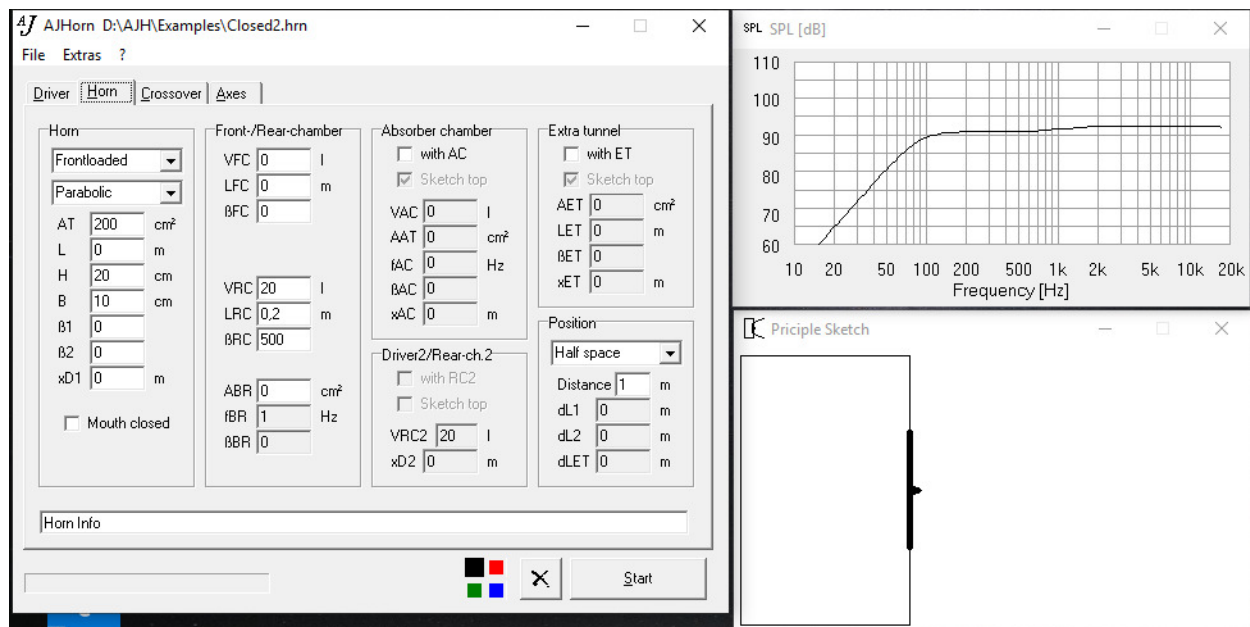 AJ AJHorn D:\AJH\Examples\Closed2.hrn
File Extras ?
Driver Horn Crossover Axes
Horn
Frontloaded
Parabolic
AT 200 cm²
L 0 m
H 20 cm
B 10 cm
ß1 0
ß2 0
xD1 0 m
Mouth closed
Front-/Rear-chamber
VFC 0 l
LFC 0 m
ßFC 0
VRC 20 l
LRC 0,2 m
ßRC 500
ABR 0 cm²
fBR 1 Hz
ßBR 0
Absorber chamber
with AC
Sketch top
VAC 0 l
AAT 0 cm²
fAC 0 Hz
ßAC 0
xAC 0 m
Driver2/Rear-ch.2
with RC2
Sketch top
VRC2 20 l
xD2 0 m
Extra tunnel
with ET
Sketch top
AET 0 cm²
LET 0 m
ßET 0
xET 0 m
Position
Half space
Distance 1 m
dL1 0 m
dL2 0 m
dLET 0 m
Horn Info
Start
SPL SPL [dB]
110
100
90
80
70
60
10 20 50 100 200 500 1k 2k 5k 10k 20k
Frequency [Hz]
Priciple Sketch